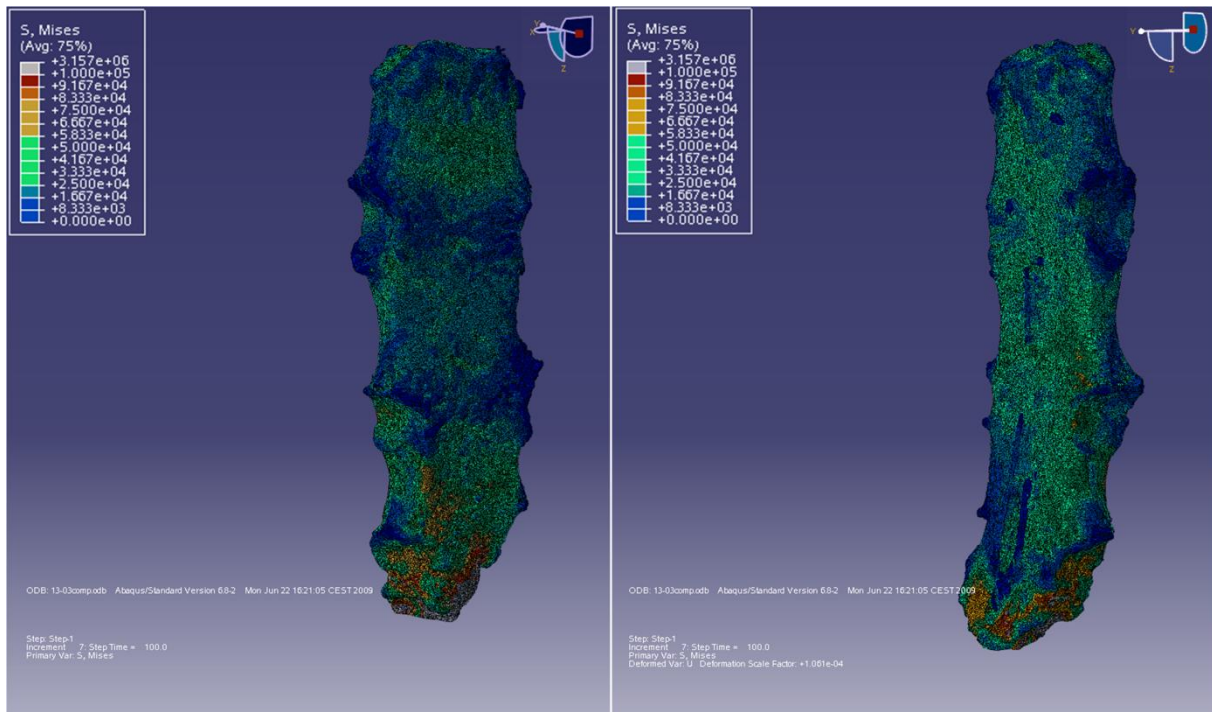 S, Mises
(Avg: 75%)
+3.157e+06
+1.000e+05
+9.167e+04
+8.333e+04
+7.500e+04
+6.667e+04
+5.833e+04
+5.000e+04
+4.167e+04
+3.333e+04
+2.500e+04
+1.667e+04
+8.333e+03
+0.000e+00
Y
X
Z
ODB: 13-03comp.odb Abaqus/Standard Version 6.8-2 Mon Jun 22 16:21:05 CEST 2009
Step: Step-1
Increment 7: Step Time = 100.0
Primary Var: S, Mises
S, Mises
(Avg: 75%)
+3.157e+06
+1.000e+05
+9.167e+04
+8.333e+04
+7.500e+04
+6.667e+04
+5.833e+04
+5.000e+04
+4.167e+04
+3.333e+04
+2.500e+04
+1.667e+04
+8.333e+03
+0.000e+00
Y
Z
ODB: 13-03comp.odb Abaqus/Standard Version 6.8-2 Mon Jun 22 16:21:05 CEST 2009
Step: Step-1
Increment 7: Step Time = 100.0
Primary Var: S, Mises
Deformed Var: U Deformation Scale Factor: +1.061e-04